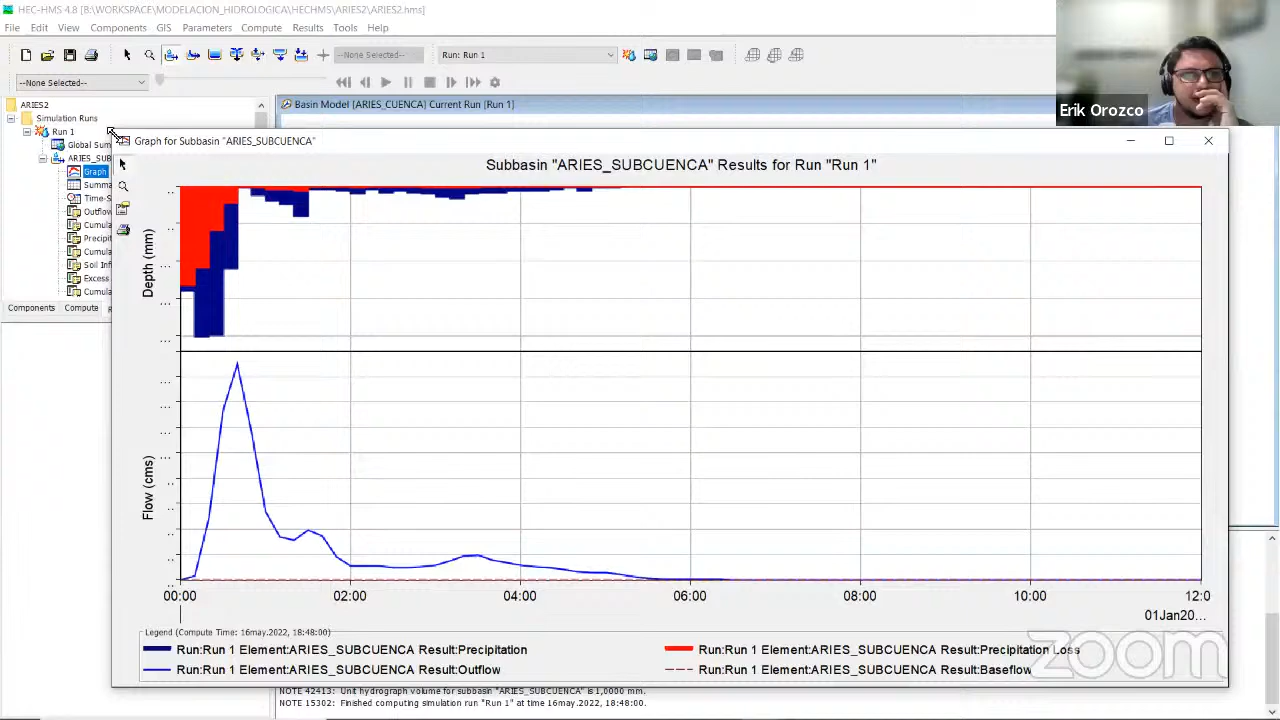 HEC-HMS 4.8 [B:\WORKSPACE\MODELACION_HIDROLOGICA\HECHMS\ARIES2\ARIES2.hms]
File Edit View Components GIS Parameters Compute Results Tools Help
--None Selected-- Run: Run 1
--None Selected--
ARIES2
Simulation Runs
Run 1
Global Sum
ARIES_SUB
Graph
Summa
Time-S
Outflow
Cumula
Precipit
Cumula
Soil Inf
Excess
Cumula
Components Compute
Basin Model [ARIES_CUENCA] Current Run [Run 1]
Erik Orozco
Graph for Subbasin "ARIES_SUBCUENCA"
Subbasin "ARIES_SUBCUENCA" Results for Run "Run 1"
Depth (mm)
Flow (cms)
00:00 02:00 04:00 06:00 08:00 10:00 12:0
01Jan20...
Legend (Compute Time: 16may.2022, 18:48:00)
Run:Run 1 Element:ARIES_SUBCUENCA Result:Precipitation
Run:Run 1 Element:ARIES_SUBCUENCA Result:Precipitation Loss
Run:Run 1 Element:ARIES_SUBCUENCA Result:Outflow
Run:Run 1 Element:ARIES_SUBCUENCA Result:Baseflow
zoom
NOTE 42413: Unit hydrograph volume for subbasin "ARIES_SUBCUENCA" is 1,0000 mm.
NOTE 15302: Finished computing simulation run "Run 1" at time 16may.2022, 18:48:00.